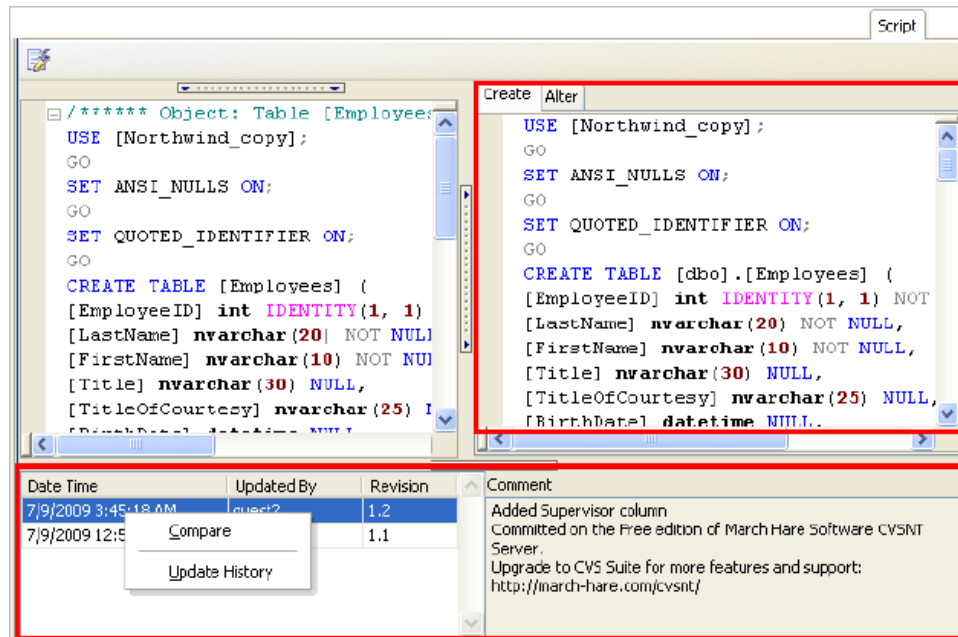 Script
/****** Object: Table [Employees
USE [Northwind_copy];
GO
SET ANSI_NULLS ON;
GO
SET QUOTED_IDENTIFIER ON;
GO
CREATE TABLE [Employees] (
[EmployeeID] int IDENTITY(1, 1)
[LastName] nvarchar(20) NOT NULL
[FirstName] nvarchar(10) NOT NUL
[Title] nvarchar(30) NULL,
[TitleOfCourtesy] nvarchar(25)
[BirthDate] datetime NULL,
Create Alter
USE [Northwind_copy];
GO
SET ANSI_NULLS ON;
GO
SET QUOTED_IDENTIFIER ON;
GO
CREATE TABLE [dbo].[Employees] (
[EmployeeID] int IDENTITY(1, 1) NOT
[LastName] nvarchar(20) NOT NULL,
[FirstName] nvarchar(10) NOT NULL,
[Title] nvarchar(30) NULL,
[TitleOfCourtesy] nvarchar(25) NULL,
[BirthDate] datetime NULL,
Date Time Updated By Revision
7/9/2009 3:45:18 AM guest2 1.2
7/9/2009 12:5 1.1
Compare
Update History
Comment
Added Supervisor column
Committed on the Free edition of March Hare Software CVSNT
Server.
Upgrade to CVS Suite for more features and support:
http://march-hare.com/cvsnt/